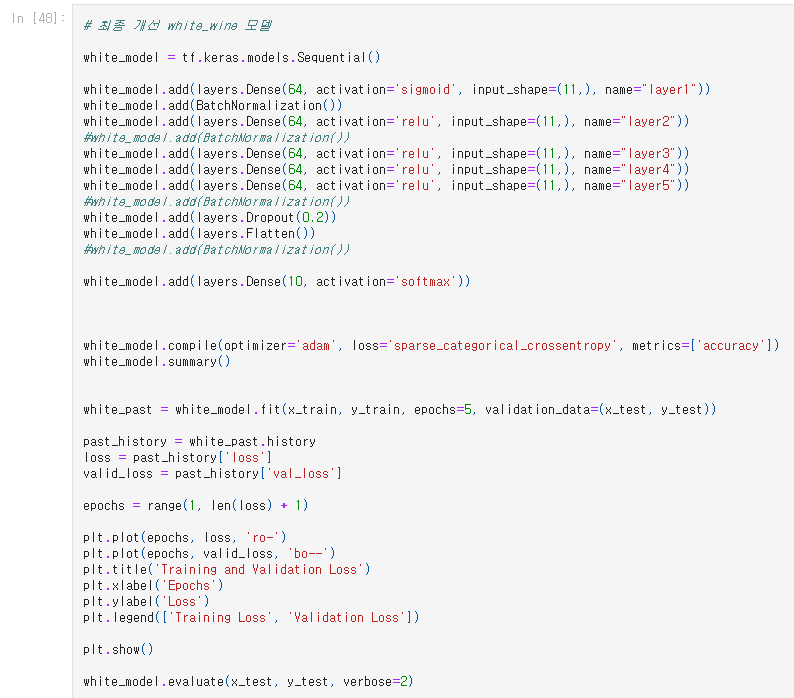 In [48]:
# 최종 개선 white_wine 모델
white_model = tf.keras.models.Sequential()
white_model.add(layers.Dense(64, activation='sigmoid', input_shape=(11,), name="layer1"))
white_model.add(BatchNormalization())
white_model.add(layers.Dense(64, activation='relu', input_shape=(11,), name="layer2"))
#white_model.add(BatchNormalization())
white_model.add(layers.Dense(64, activation='relu', input_shape=(11,), name="layer3"))
white_model.add(layers.Dense(64, activation='relu', input_shape=(11,), name="layer4"))
white_model.add(layers.Dense(64, activation='relu', input_shape=(11,), name="layer5"))
#white_model.add(BatchNormalization())
white_model.add(layers.Dropout(0.2))
white_model.add(layers.Flatten())
#white_model.add(BatchNormalization())
white_model.add(layers.Dense(10, activation='softmax'))
white_model.compile(optimizer='adam', loss='sparse_categorical_crossentropy', metrics=['accuracy'])
white_model.summary()
white_past = white_model.fit(x_train, y_train, epochs=5, validation_data=(x_test, y_test))
past_history = white_past.history
loss = past_history['loss']
valid_loss = past_history['val_loss']
epochs = range(1, len(loss) + 1)
plt.plot(epochs, loss, 'ro-')
plt.plot(epochs, valid_loss, 'bo--')
plt.title('Training and Validation Loss')
plt.xlabel('Epochs')
plt.ylabel('Loss')
plt.legend(['Training Loss', 'Validation Loss'])
plt.show()
white_model.evaluate(x_test, y_test, verbose=2)